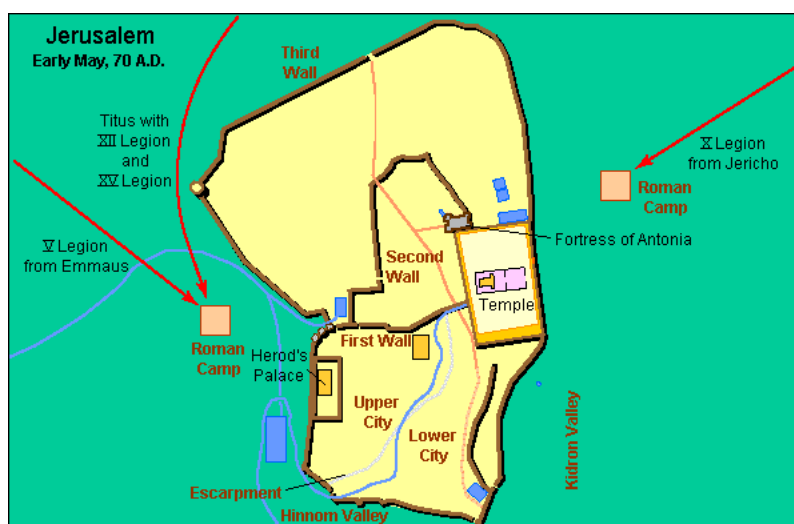 Jerusalem
Early May, 70 A.D.
Third
Wall
Titus with
XII Legion
and
XV Legion
X Legion
from Jericho
Roman
Camp
V Legion
from Emmaus
Second
Wall
Fortress of Antonia
Temple
First Wall
Roman
Camp
Herod's
Palace
Upper
City
Lower
City
Kidron Valley
Escarpment
Hinnom Valley